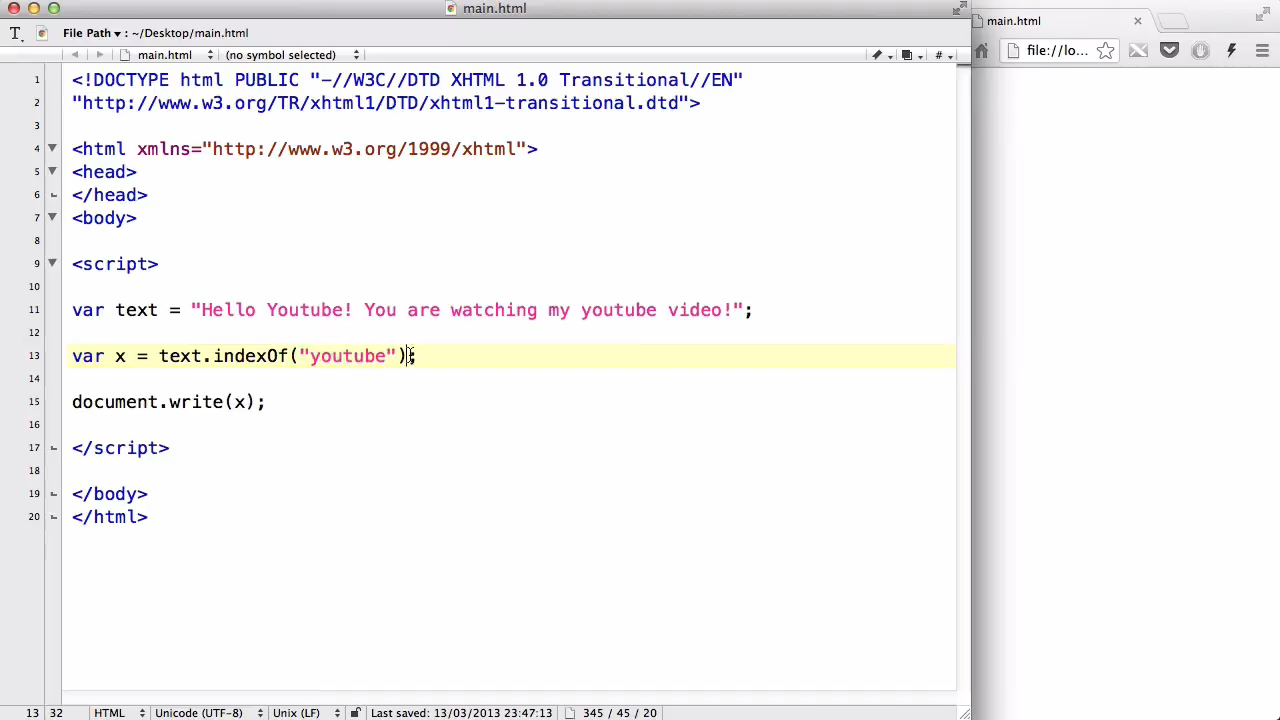 main.html
File Path ▾ : ~/Desktop/main.html
main.html (no symbol selected) #
1 <!DOCTYPE html PUBLIC "-//W3C//DTD XHTML 1.0 Transitional//EN"
2 "http://www.w3.org/TR/xhtml1/DTD/xhtml1-transitional.dtd">
3
4 <html xmlns="http://www.w3.org/1999/xhtml">
5 <head>
6 </head>
7 <body>
8
9 <script>
10
11 var text = "Hello Youtube! You are watching my youtube video!";
12
13 var x = text.indexOf("youtube");
14
15 document.write(x);
16
17 </script>
18
19 </body>
20 </html>
13 32 HTML Unicode (UTF-8) Unix (LF) Last saved: 13/03/2013 23:47:13 345 / 45 / 20
main.html
file://lo...